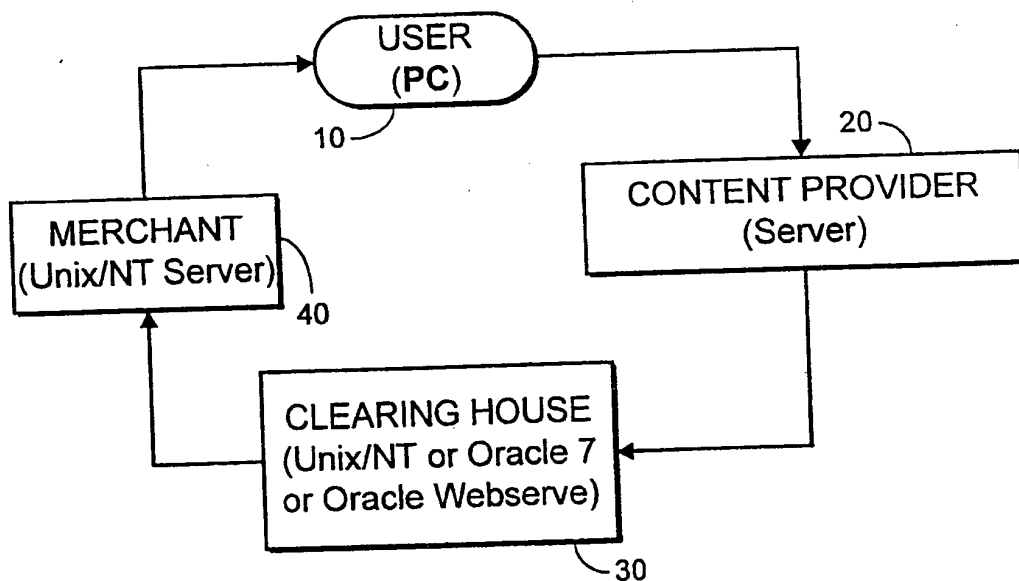 USER
(PC)
10
20
CONTENT PROVIDER
(Server)
MERCHANT
(Unix/NT Server)
40
CLEARING HOUSE
(Unix/NT or Oracle 7
or Oracle Webserve)
30